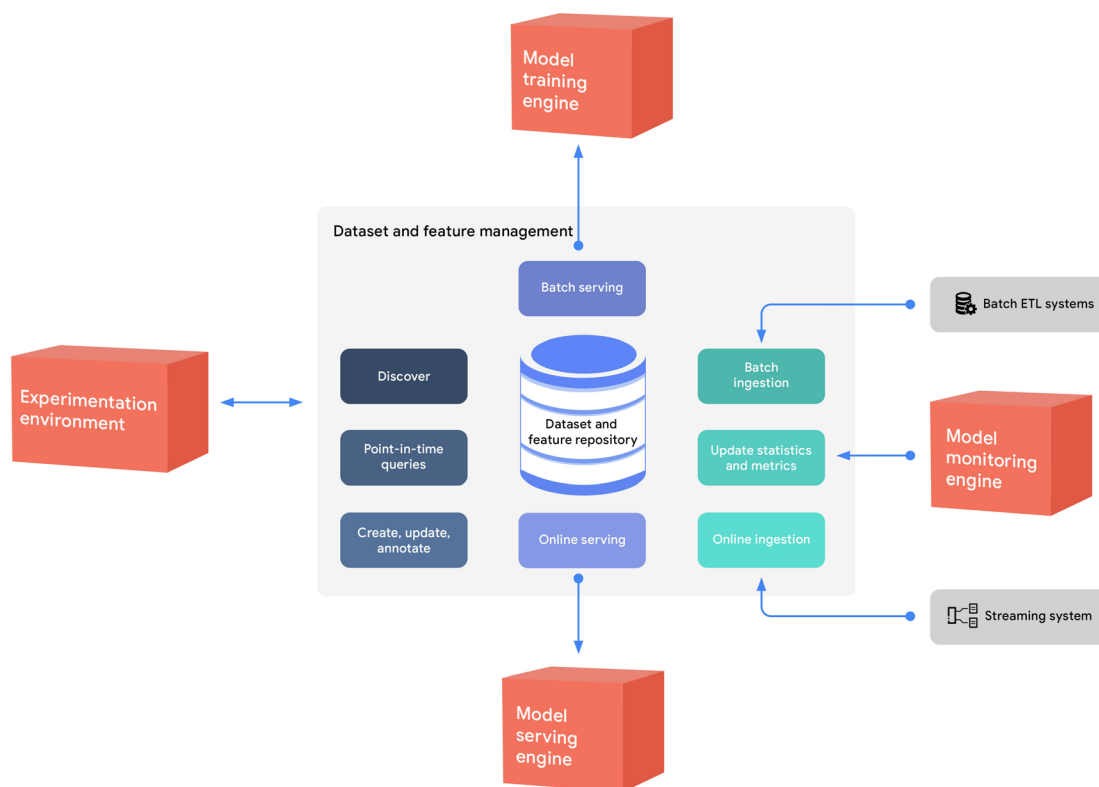 Model
training
engine
Dataset and feature management
Batch serving
Batch ETL systems
Discover
Batch
ingestion
Experimentation
environment
Dataset and
feature repository
Point-in-time
queries
Update statistics
and metrics
Model
monitoring
engine
Create, update,
annotate
Online serving
Online ingestion
Streaming system
Model
serving
engine